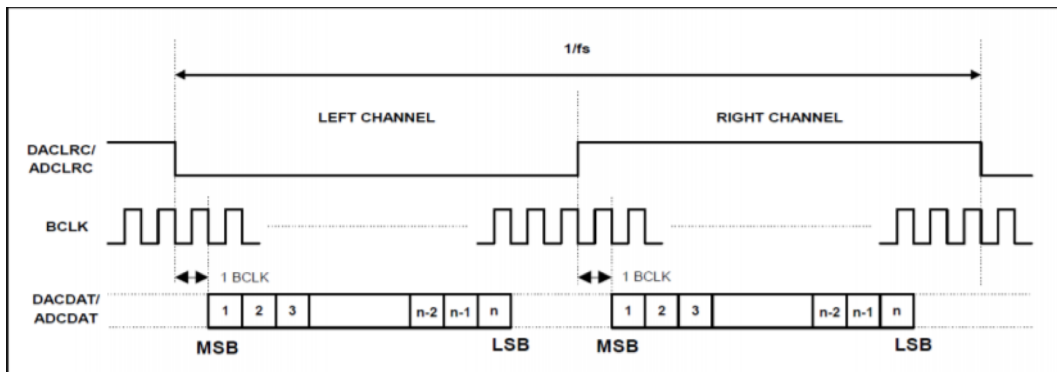 1/fs
LEFT CHANNEL RIGHT CHANNEL
DACLRC/
ADCLRC
BCLK
1 BCLK 1 BCLK
DACDAT/
ADCDAT
1 2 3 n-2 n-1 n 1 2 3 n-2 n-1 n
MSB LSB MSB LSB